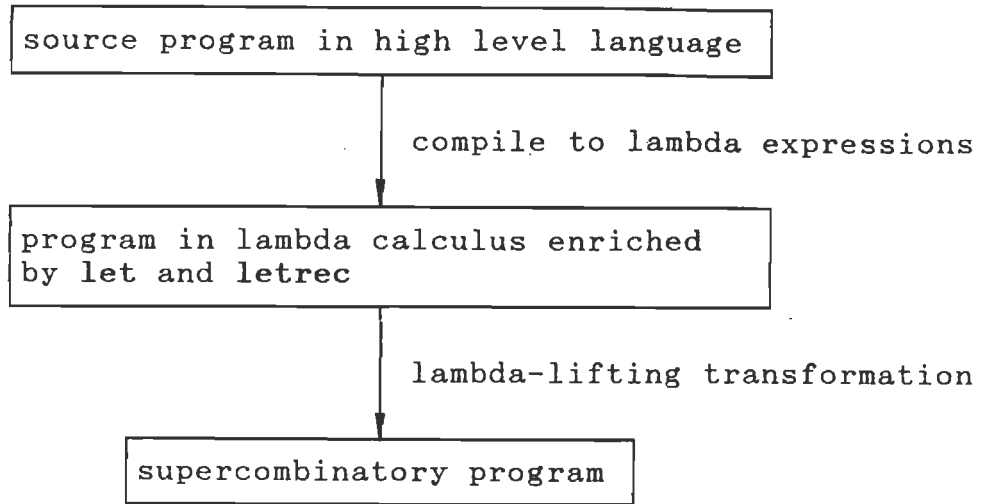 source program in high level language
compile to lambda expressions
program in lambda calculus enriched
by let and letrec
lambda-lifting transformation
supercombinatory program